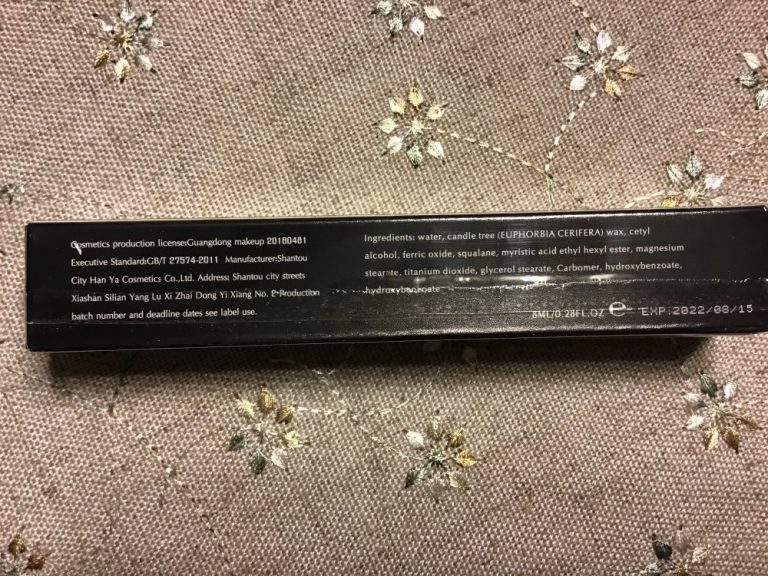 Cosmetics production license:Guangdong makeup 20160481
Executive Standard:GB/T 27574-2011 Manufacturer:Shantou
City Han Ya Cosmetics Co.,Ltd. Address: Shantou city streets
Xiashan Silian Yang Lu Xi Zhai Dong Yi Xiang No. 2 Production
batch number and deadline dates see label use.
Ingredients: water, candle tree (EUPHORBIA CERIFERA) wax, cetyl
alcohol, ferric oxide, squalane, myristic acid ethyl hexyl ester, magnesium
stearate, titanium dioxide, glycerol stearate, Carbomer, hydroxybenzoate,
hydroxybenzoate
8ML/0.28FL.OZ e EXP:2022/08/15